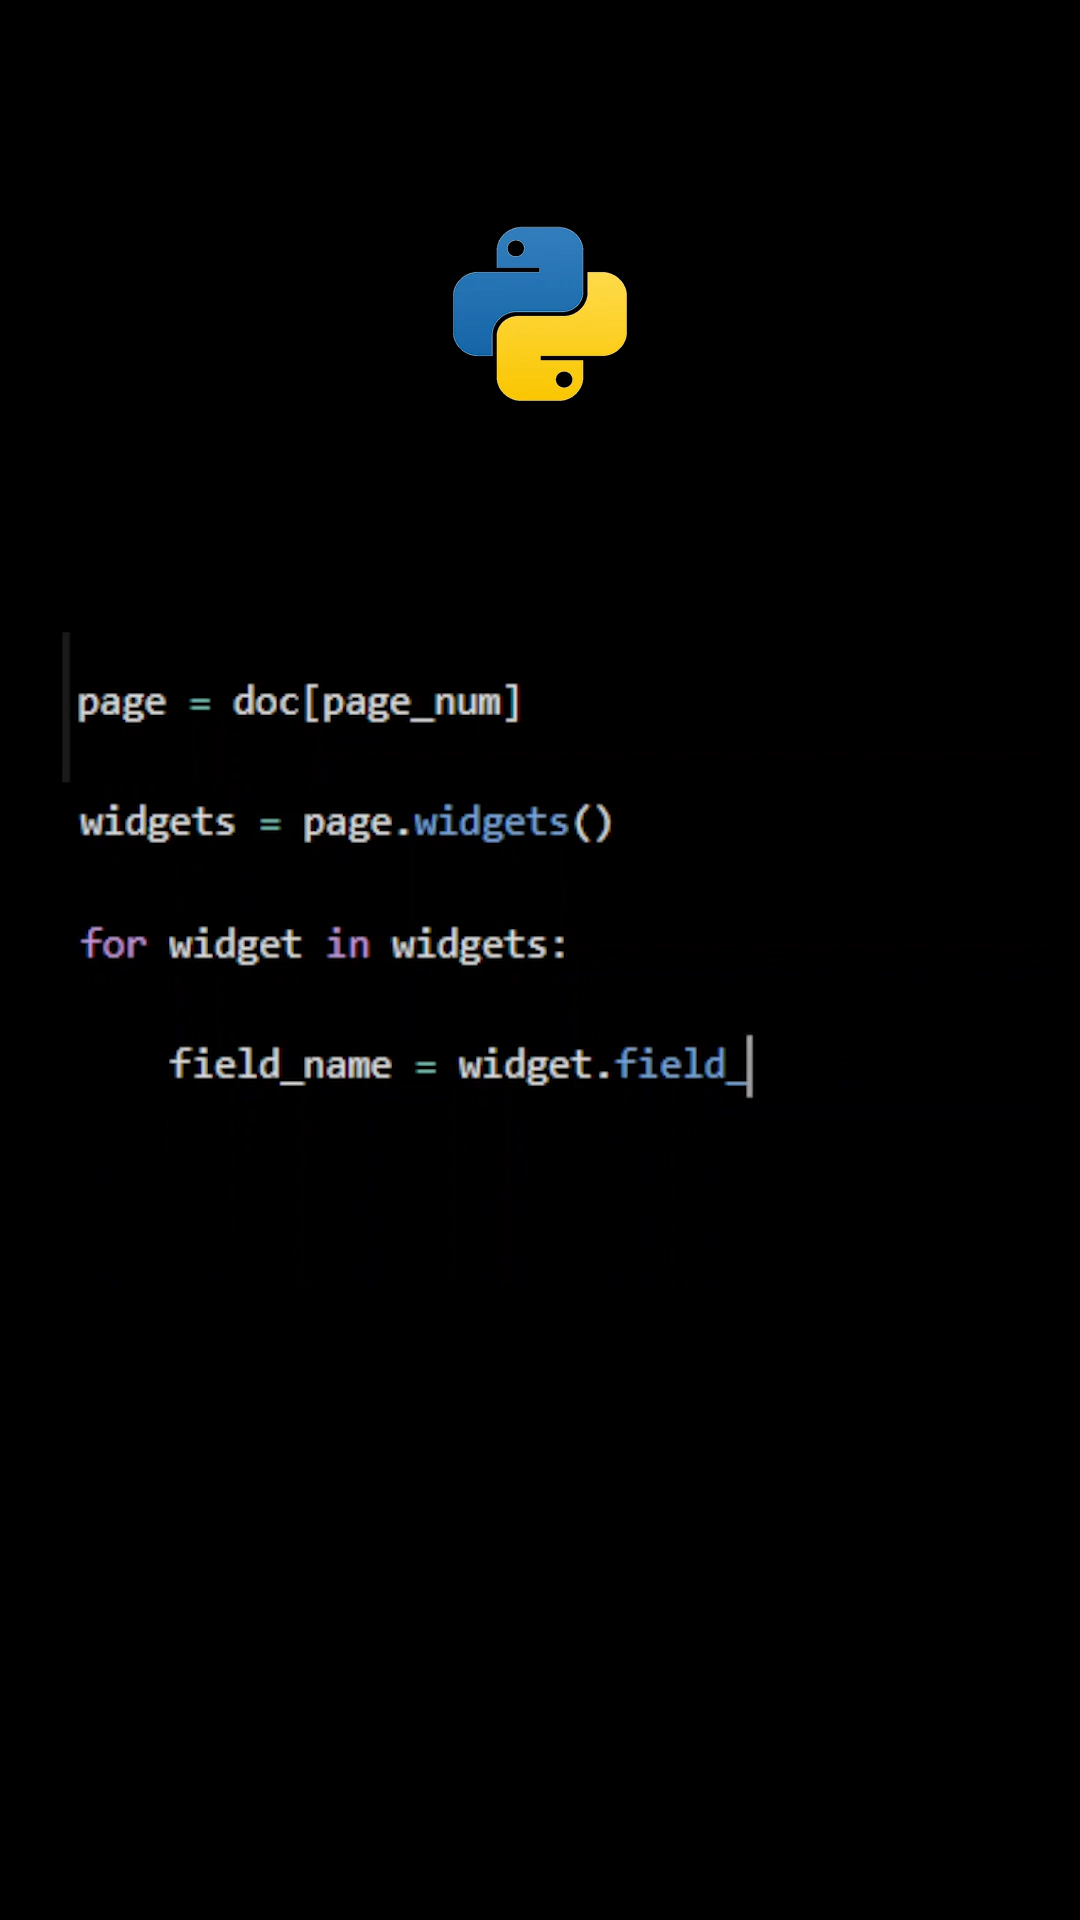 page = doc[page_num]
widgets = page.widgets()
for widget in widgets:
    field_name = widget.field_